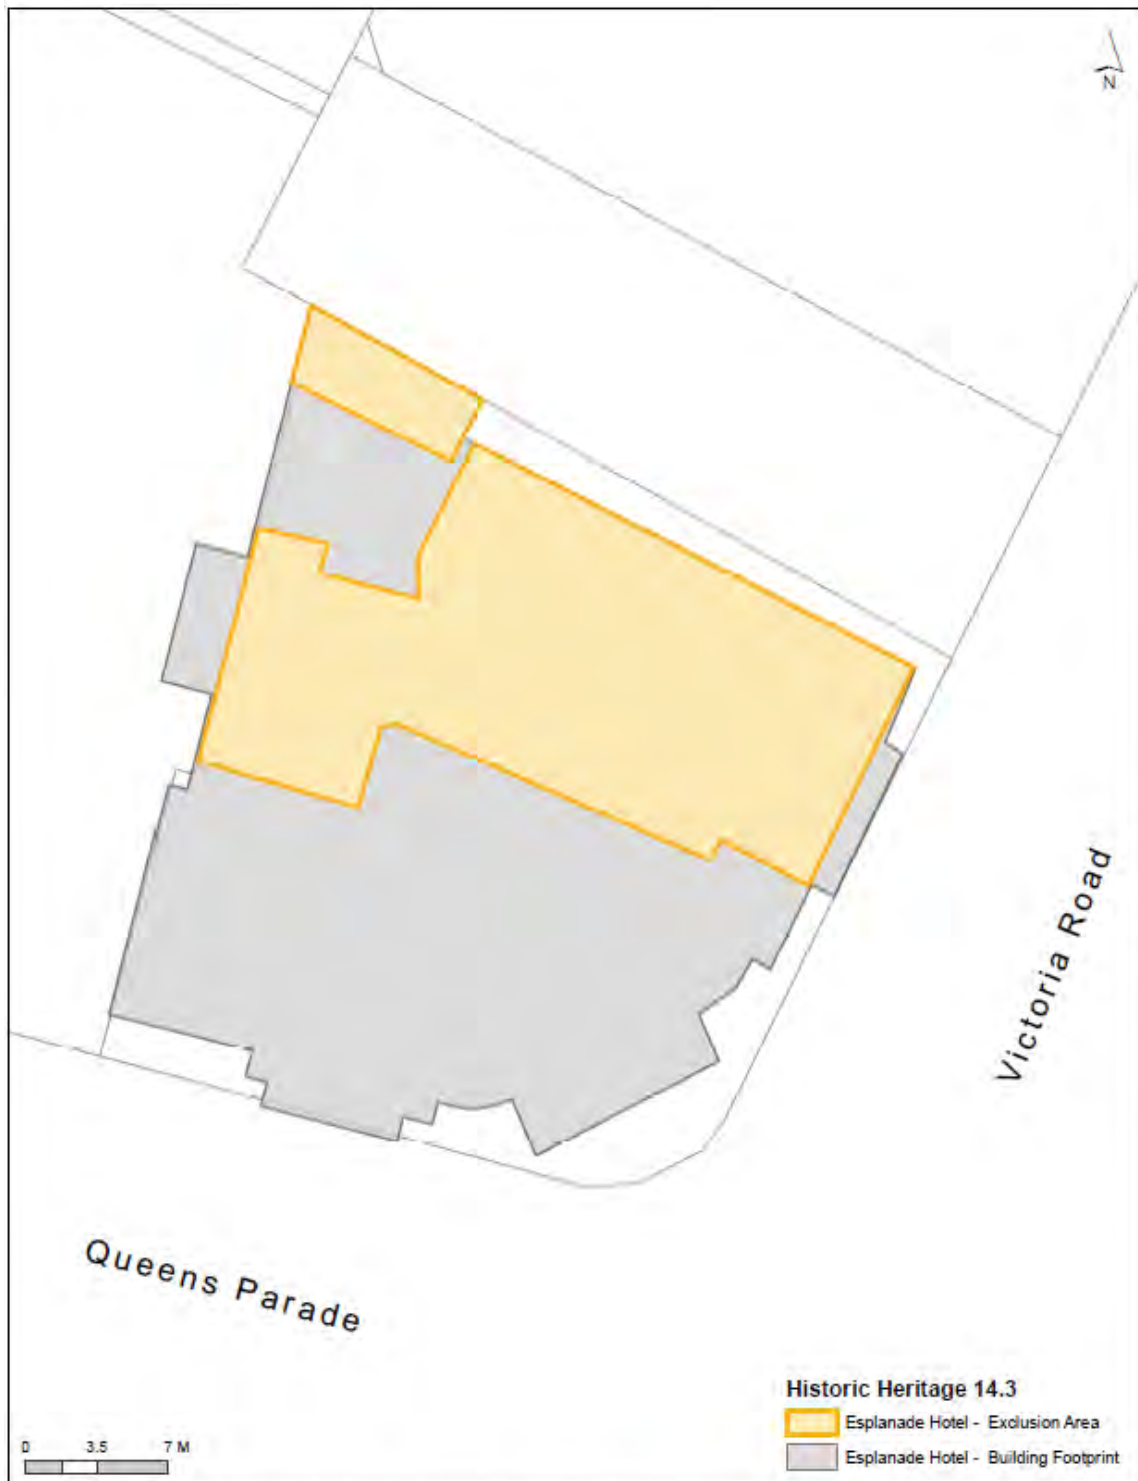 N
Victoria Road
Queens Parade
Historic Heritage 14.3
Esplanade Hotel - Exclusion Area
Esplanade Hotel - Building Footprint
0 3.5 7 M